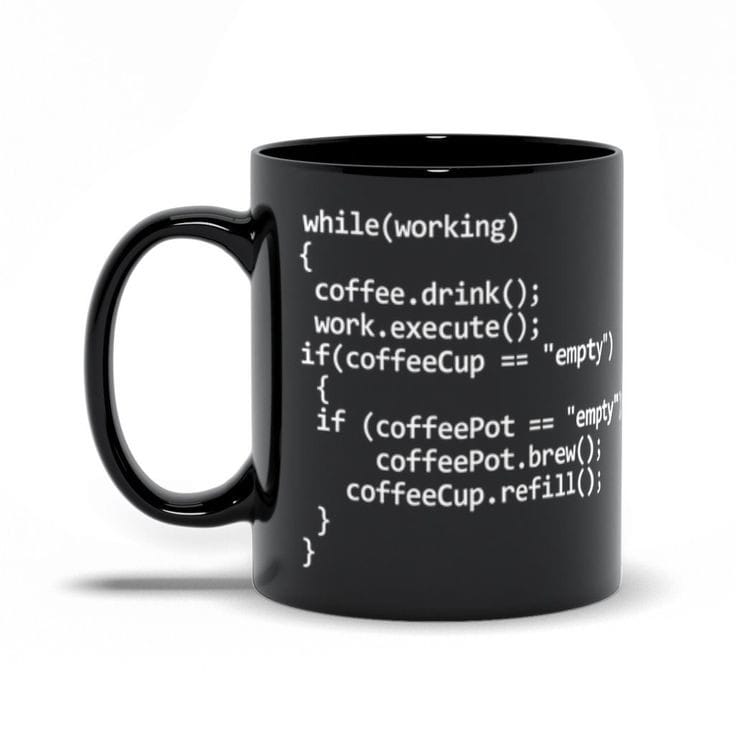 while(working)
{
coffee.drink();
work.execute();
if(coffeeCup == "empty")
{
if (coffeePot == "empty")
coffeePot.brew();
coffeeCup.refill();
}
}